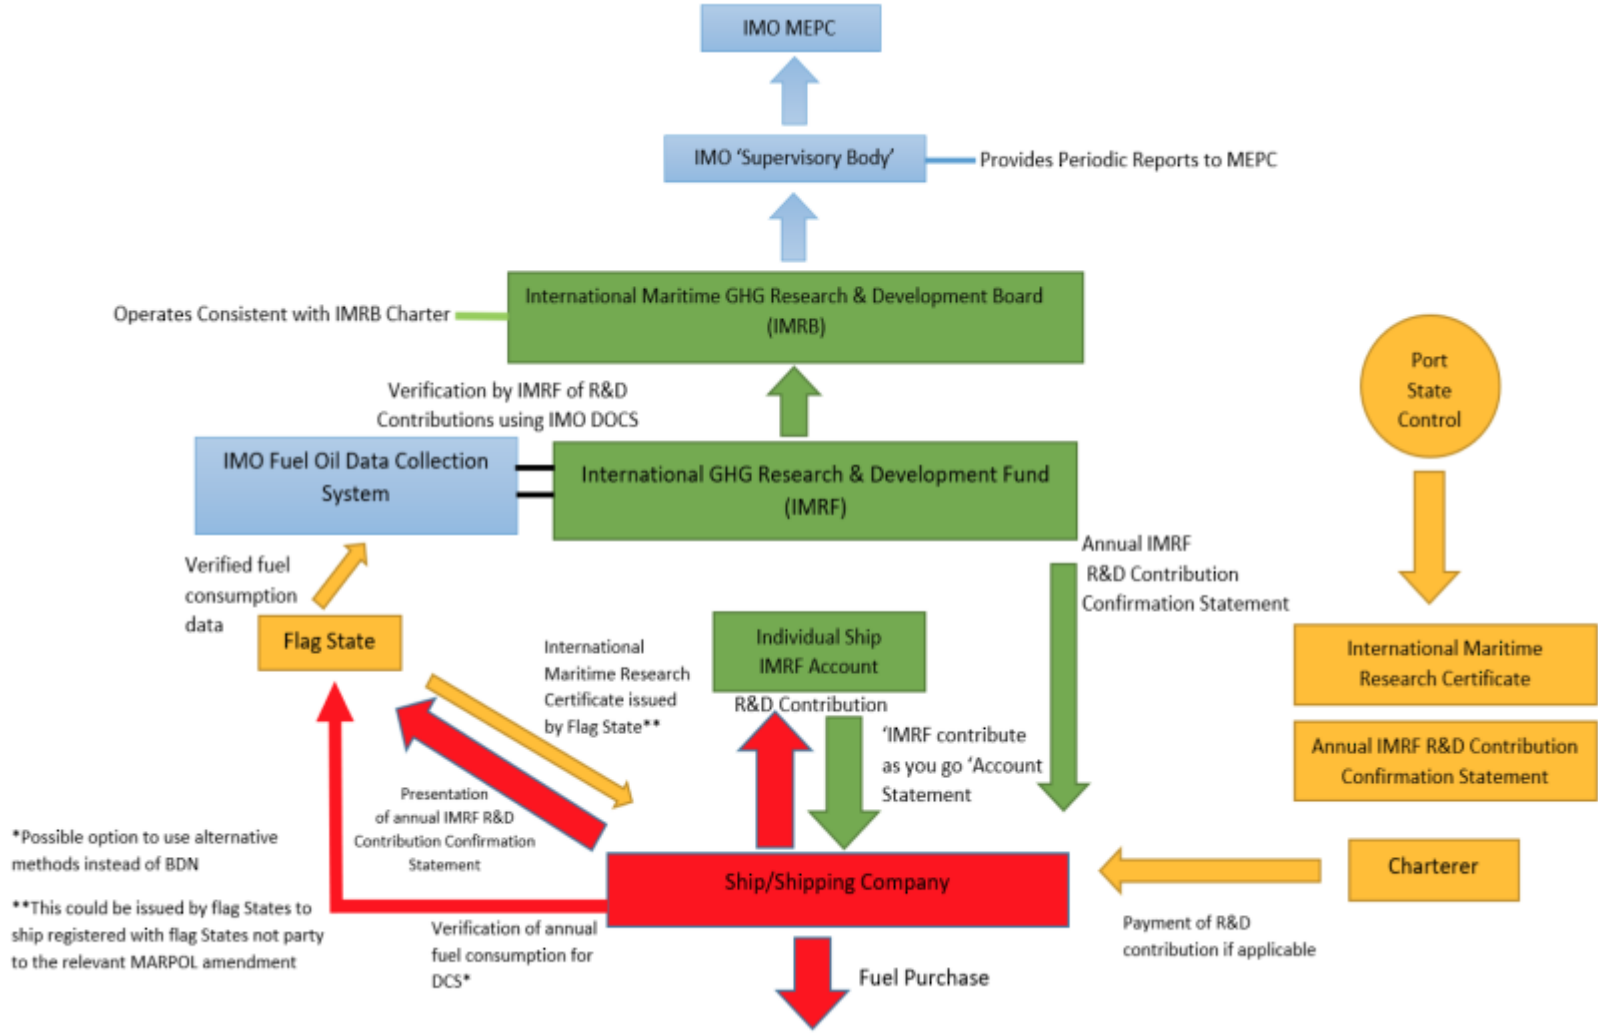 IMO MEPC
IMO ‘Supervisory Body’
Provides Periodic Reports to MEPC
International Maritime GHG Research & Development Board
(IMRB)
Operates Consistent with IMRB Charter
Port
State
Control
Verification by IMRF of R&D
Contributions using IMO DOCS
IMO Fuel Oil Data Collection
System
International GHG Research & Development Fund
(IMRF)
Annual IMRF
R&D Contribution
Confirmation Statement
Verified fuel
consumption
data
Flag State
International
Maritime Research
Certificate issued
by Flag State**
Individual Ship
IMRF Account
R&D Contribution
‘IMRF contribute
as you go ‘Account
Statement
International Maritime
Research Certificate
Annual IMRF R&D Contribution
Confirmation Statement
Presentation
of annual IMRF R&D
Contribution Confirmation
Statement
*Possible option to use alternative
methods instead of BDN
**This could be issued by flag States to
ship registered with flag States not party
to the relevant MARPOL amendment
Ship/Shipping Company
Charterer
Verification of annual
fuel consumption for
DCS*
Payment of R&D
contribution if applicable
Fuel Purchase